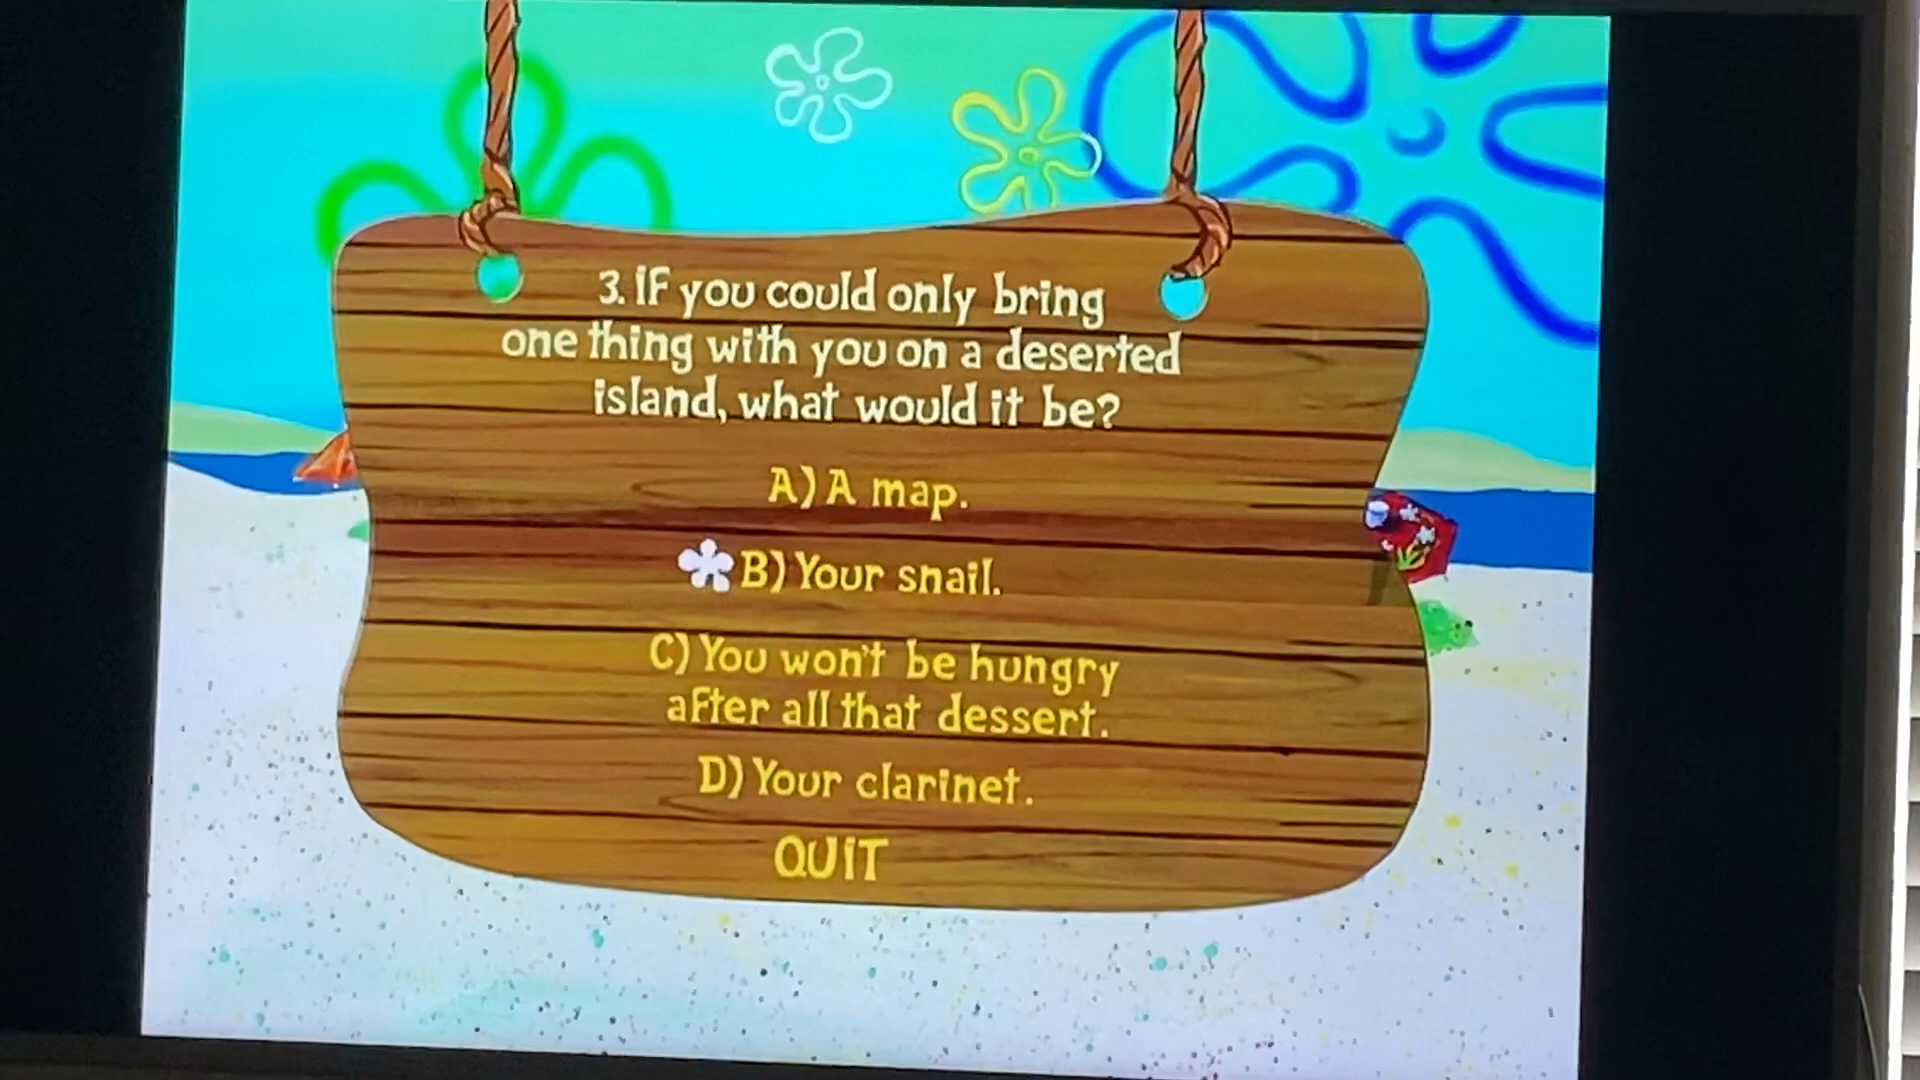 3. iF you could only bring
one thing with you on a deserted
island, what would it be?
A) A map.
B) Your snail.
C) You won't be hungry
aFter all that dessert.
D) Your clarinet.
QUiT